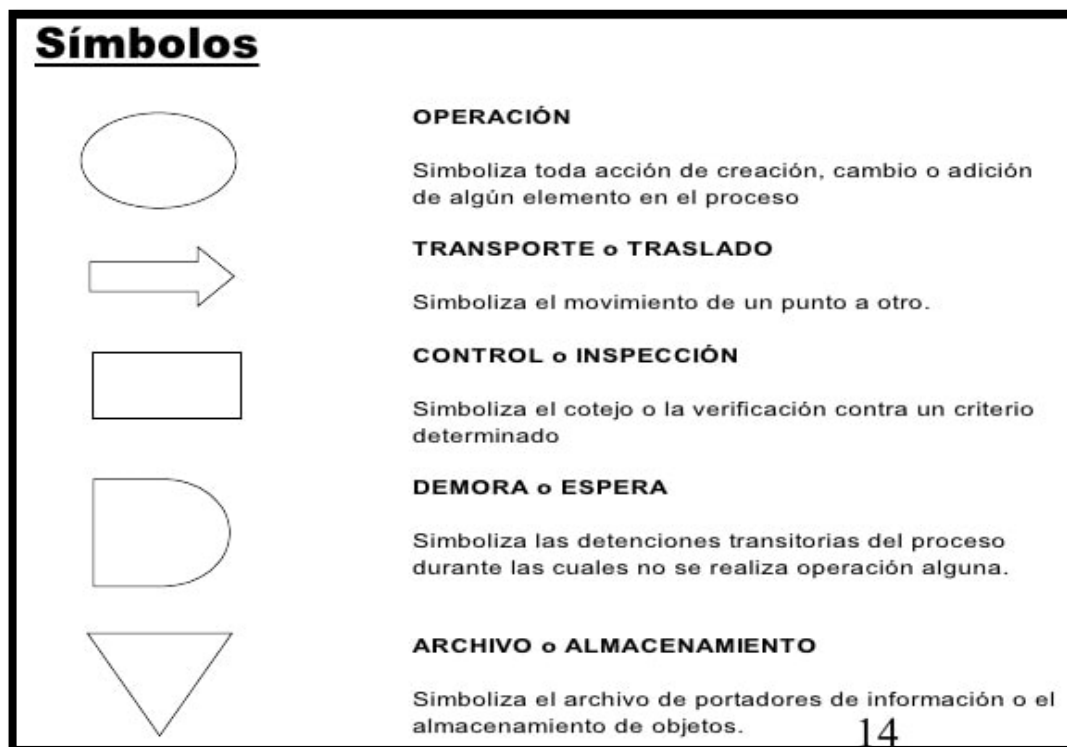 Símbolos
OPERACIÓN
Simboliza toda acción de creación, cambio o adición
de algún elemento en el proceso
TRANSPORTE o TRASLADO
Simboliza el movimiento de un punto a otro.
CONTROL o INSPECCIÓN
Simboliza el cotejo o la verificación contra un criterio
determinado
DEMORA o ESPERA
Simboliza las detenciones transitorias del proceso
durante las cuales no se realiza operación alguna.
ARCHIVO o ALMACENAMIENTO
Simboliza el archivo de portadores de información o el
almacenamiento de objetos.
14